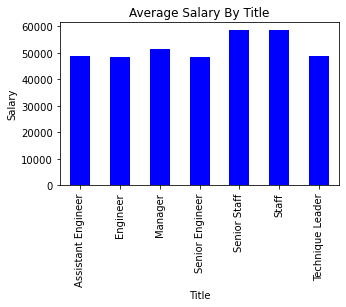 Average Salary By Title
60000
50000
40000
30000
20000
10000
0
Salary
Assistant Engineer
Engineer
Manager
Senior Engineer
Senior Staff
Staff
Technique Leader
Title